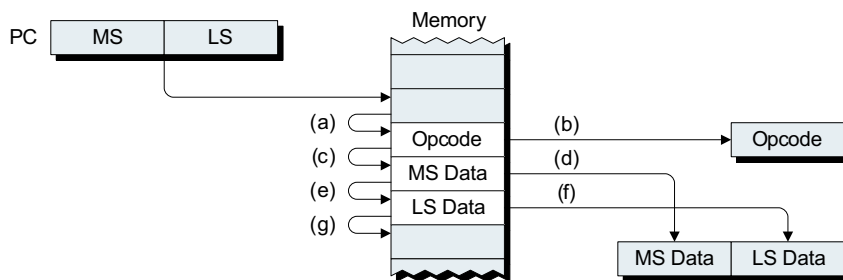 Memory
PC MS LS
(a)
Opcode (b) Opcode
(c)
MS Data (d)
(e)
LS Data (f)
(g)
MS Data LS Data